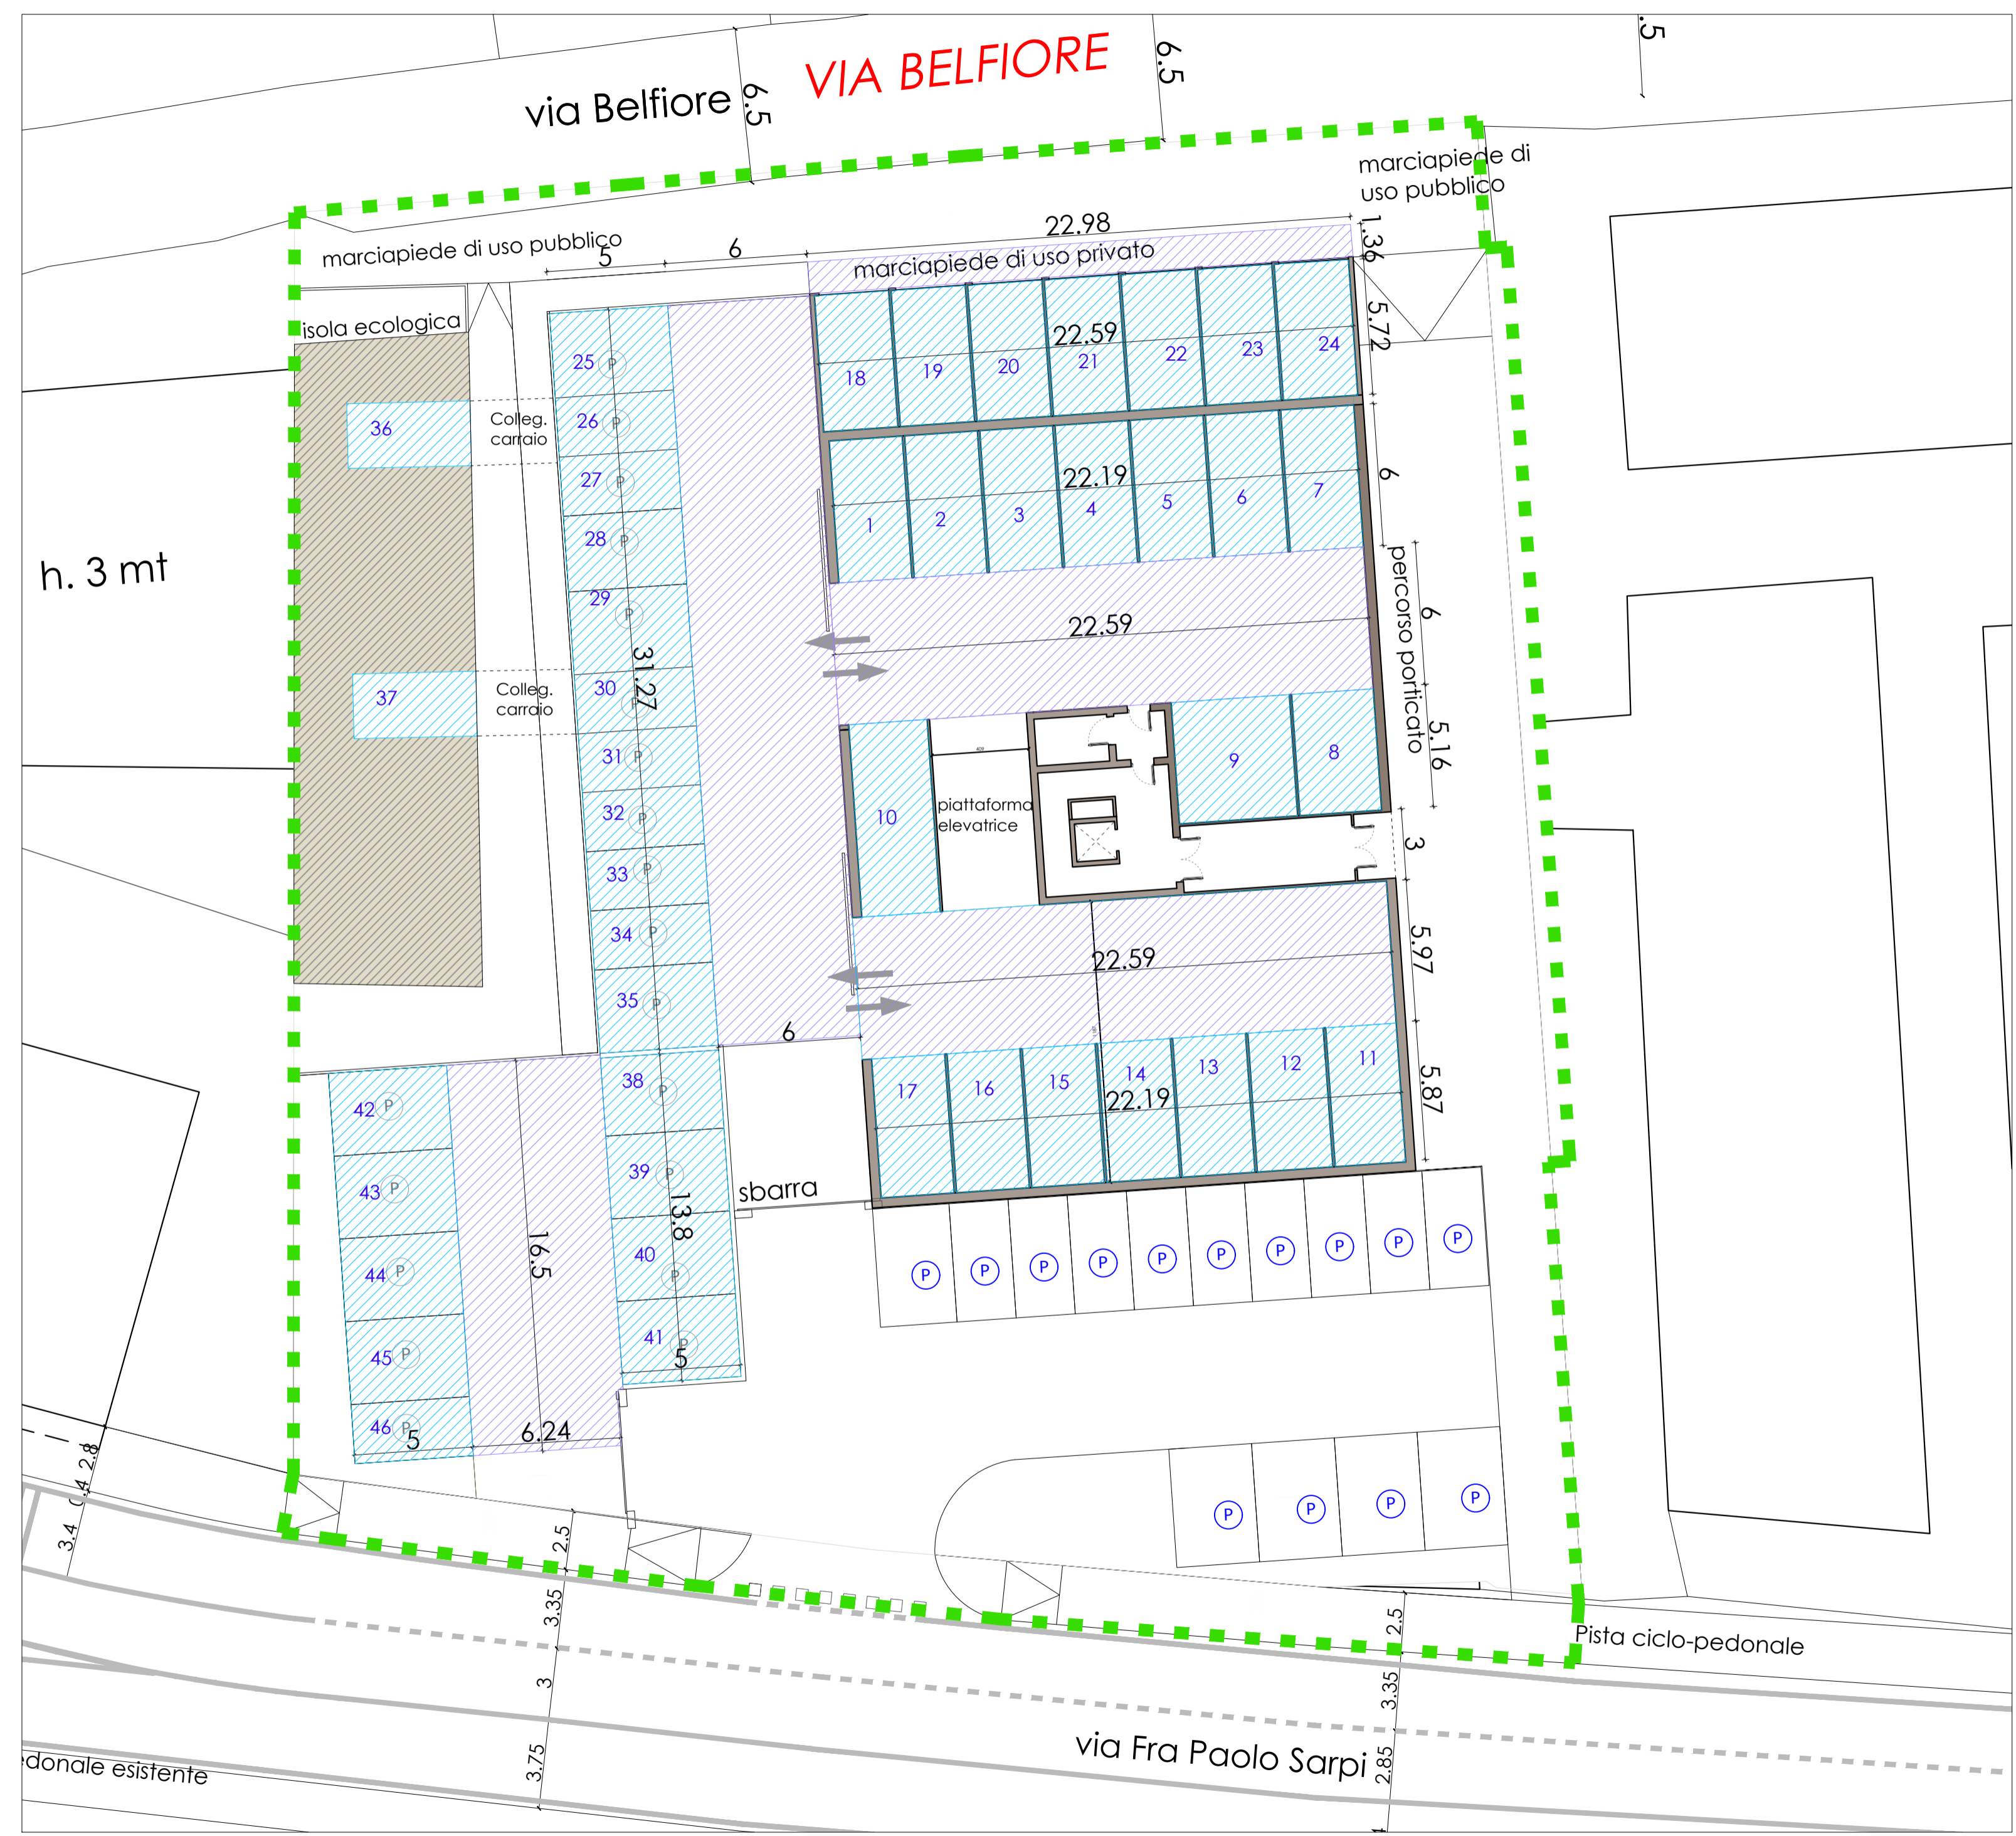 .5
via Belfiore
6.5
VIA BELFIORE
6.5
marciapiede di
uso pubblico
marciapiede di uso pubblico
5
6
22.98
1.36
marciapiede di uso privato
isola ecologica
25
P
18
19
20
22.59
21
22
23
24
5.72
36
Colleg.
carraio
26
P
27
P
28
P
22.19
1
2
3
4
5
6
7
6
h. 3 mt
29
P
22.59
percorso porticato
6
37
Colleg.
carraio
30
P
31.27
31
P
32
P
33
P
34
P
35
P
10
piattaforma
elevatrice
9
8
5.16
3
22.59
5.97
6
17
16
15
14
13
12
11
22.19
5.87
42
P
38
P
43
P
39
P
sbarra
16.5
13.8
44
P
40
P
P
P
P
P
P
P
P
P
P
P
45
P
41
P
5
46
P
5
6.24
P
P
P
P
2.8
0.4
3.4
2.5
3.35
3
3.75
2.5
3.35
2.85
Pista ciclo-pedonale
via Fra Paolo Sarpi
edonale esistente